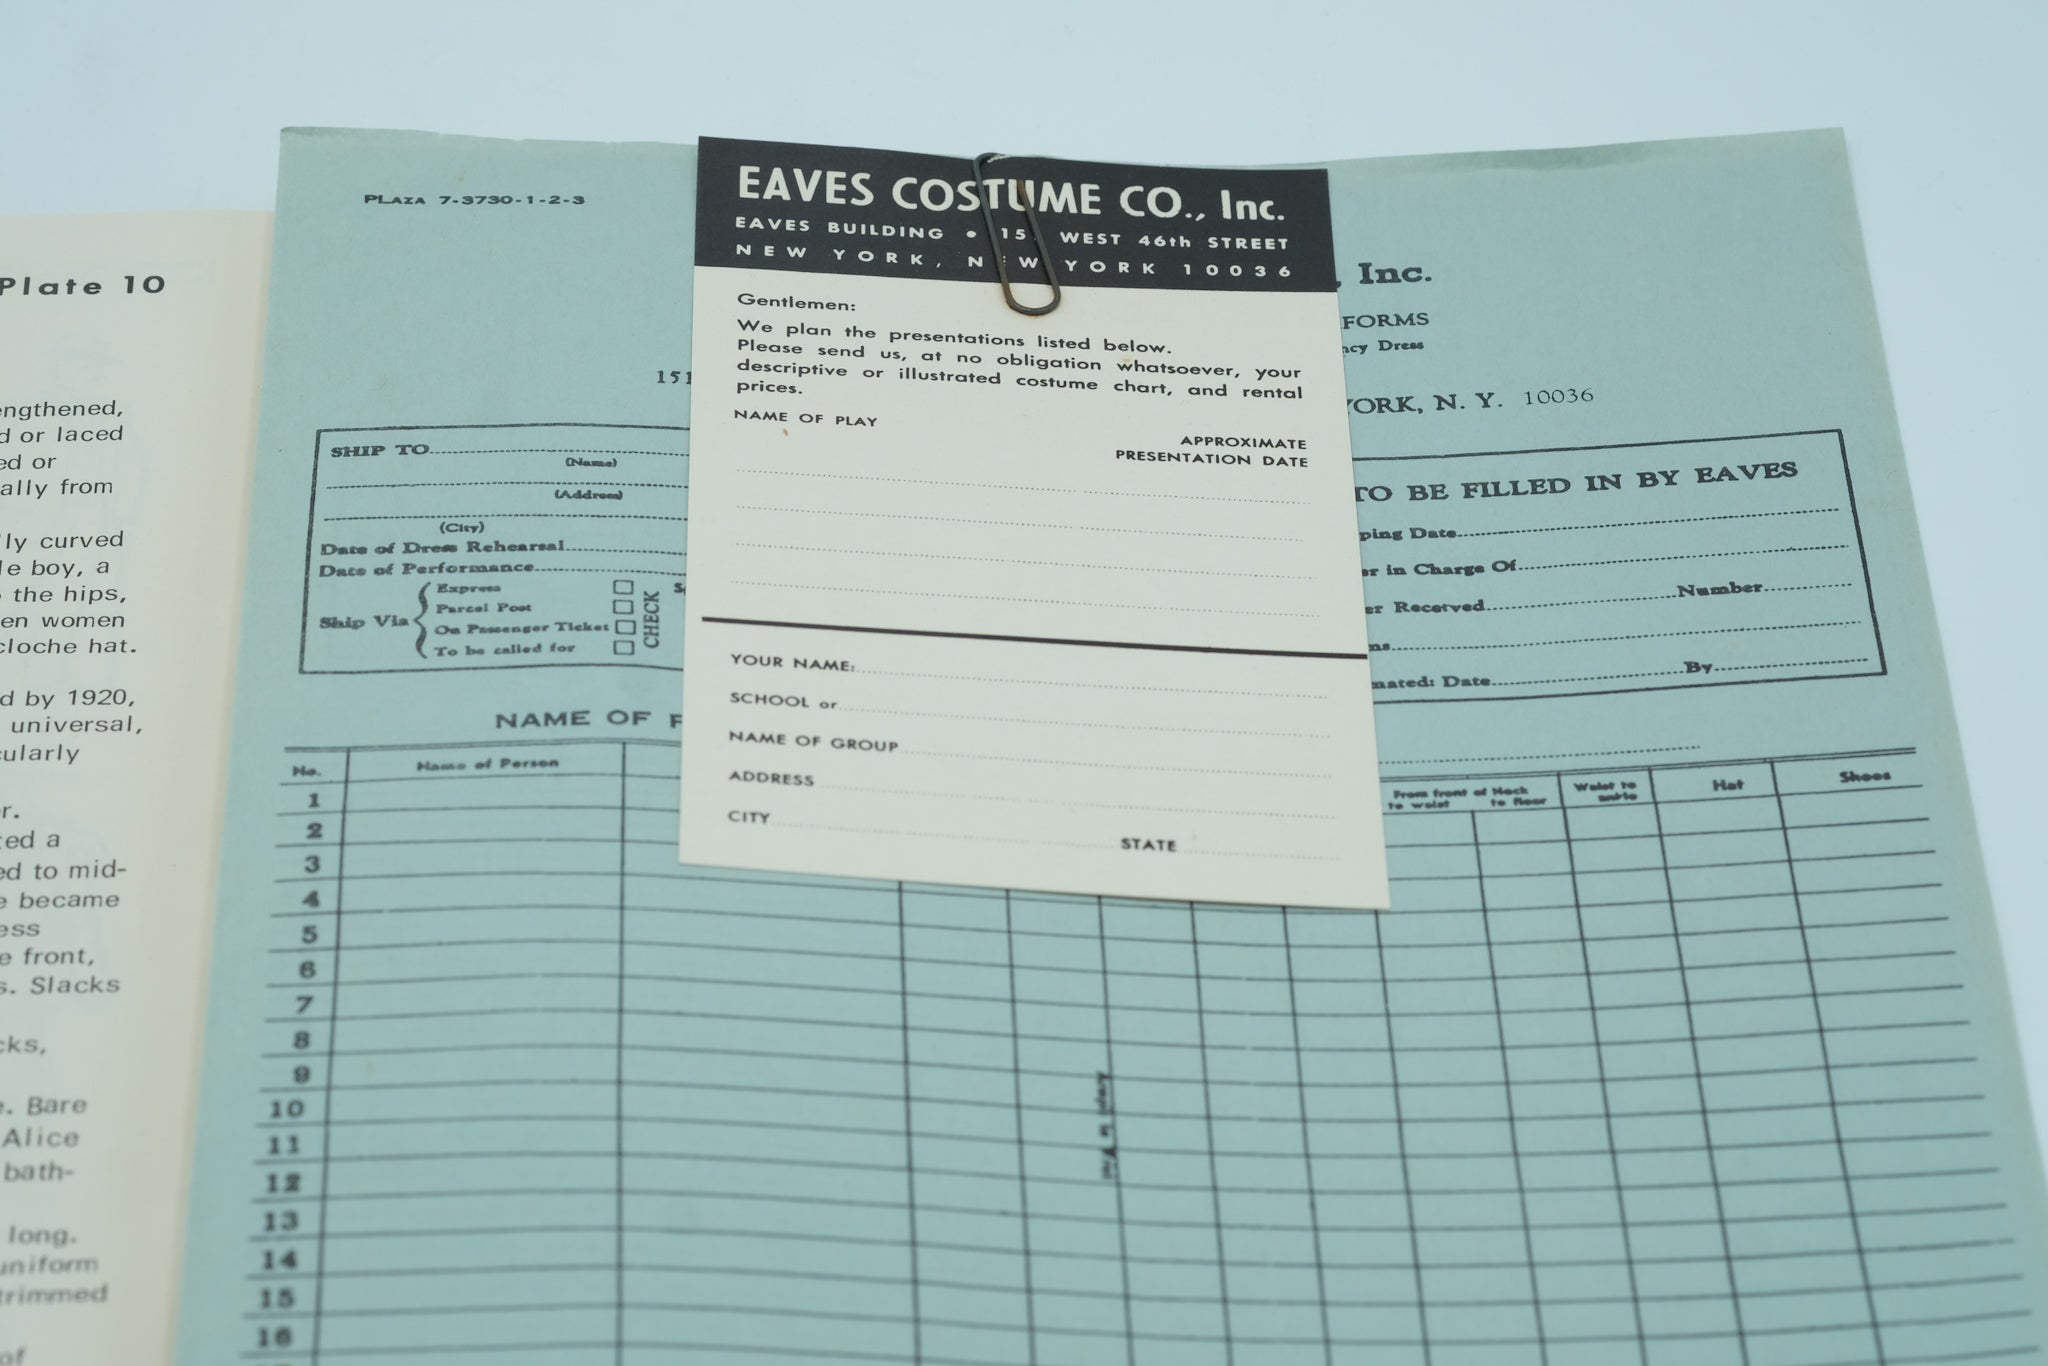 Plate 10
engthened,
d or laced
ed or
ally from
lly curved
le boy, a
the hips,
en women
cloche hat.
d by 1920,
universal,
cularly
r.
ted a
ed to mid-
e became
ess
e front,
s. Slacks
cks,
e. Bare
Alice
bath-
long.
uniform
trimmed
of
PLAZA 7-3730-1-2-3
, Inc.
FORMS
ncy Dress
151
YORK, N. Y. 10036
SHIP TO
(Name)
(Address)
(City)
Date of Dress Rehearsal
Date of Performance
Ship Via
Express
Parcel Post
On Passenger Ticket
To be called for
CHECK
EAVES COSTUME CO., Inc.
EAVES BUILDING • 15 WEST 46th STREET
NEW YORK, NEW YORK 10036
Gentlemen:
We plan the presentations listed below.
Please send us, at no obligation whatsoever, your
descriptive or illustrated costume chart, and rental
prices.
NAME OF PLAY
APPROXIMATE
PRESENTATION DATE
YOUR NAME:
SCHOOL or
NAME OF GROUP
ADDRESS
CITY STATE
TO BE FILLED IN BY EAVES
ping Date
er in Charge Of
er Received Number
ns
mated: Date By
NAME OF P
No. Name of Person From front of Neck to waist to floor Waist to ankle Hat Shoes
1
2
3
4
5
6
7
8
9
10
11
12
13
14
15
16